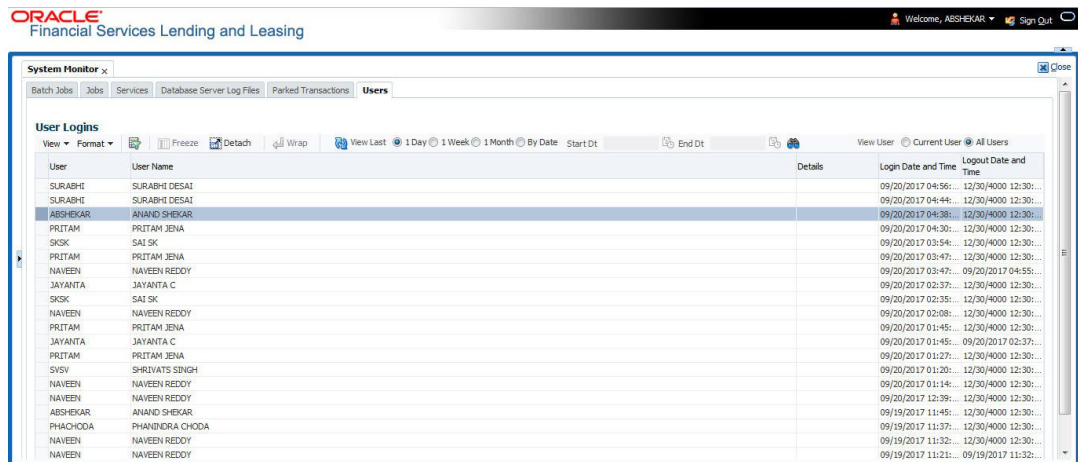 ORACLE®
Financial Services Lending and Leasing
Welcome, ABSHEKAR Sign Out
System Monitor x
Close
Batch Jobs Jobs Services Database Server Log Files Parked Transactions Users
User Logins
View Format Freeze Detach Wrap View Last 1 Day 1 Week 1 Month By Date Start Dt End Dt View User Current User All Users
User User Name Details Login Date and Time Logout Date and Time
SURABHI SURABHI DESAI 09/20/2017 04:56:... 12/30/4000 12:30:...
SURABHI SURABHI DESAI 09/20/2017 04:44:... 12/30/4000 12:30:...
ABSHEKAR ANAND SHEKAR 09/20/2017 04:38:... 12/30/4000 12:30:...
PRITAM PRITAM JENA 09/20/2017 04:30:... 12/30/4000 12:30:...
SKSK SAI SK 09/20/2017 03:54:... 12/30/4000 12:30:...
PRITAM PRITAM JENA 09/20/2017 03:47:... 12/30/4000 12:30:...
NAVEEN NAVEEN REDDY 09/20/2017 03:47:... 09/20/2017 04:55:...
JAYANTA JAYANTA C 09/20/2017 02:37:... 12/30/4000 12:30:...
SKSK SAI SK 09/20/2017 02:35:... 12/30/4000 12:30:...
NAVEEN NAVEEN REDDY 09/20/2017 02:08:... 12/30/4000 12:30:...
PRITAM PRITAM JENA 09/20/2017 01:45:... 12/30/4000 12:30:...
JAYANTA JAYANTA C 09/20/2017 01:45:... 09/20/2017 02:37:...
PRITAM PRITAM JENA 09/20/2017 01:27:... 12/30/4000 12:30:...
SVSV SHRIVATS SINGH 09/20/2017 01:20:... 12/30/4000 12:30:...
NAVEEN NAVEEN REDDY 09/20/2017 01:14:... 12/30/4000 12:30:...
NAVEEN NAVEEN REDDY 09/20/2017 12:39:... 12/30/4000 12:30:...
ABSHEKAR ANAND SHEKAR 09/19/2017 11:45:... 12/30/4000 12:30:...
PHACHODA PHANINDRA CHODA 09/19/2017 11:37:... 12/30/4000 12:30:...
NAVEEN NAVEEN REDDY 09/19/2017 11:32:... 12/30/4000 12:30:...
NAVEEN NAVEEN REDDY 09/19/2017 11:21:... 09/19/2017 11:32:...